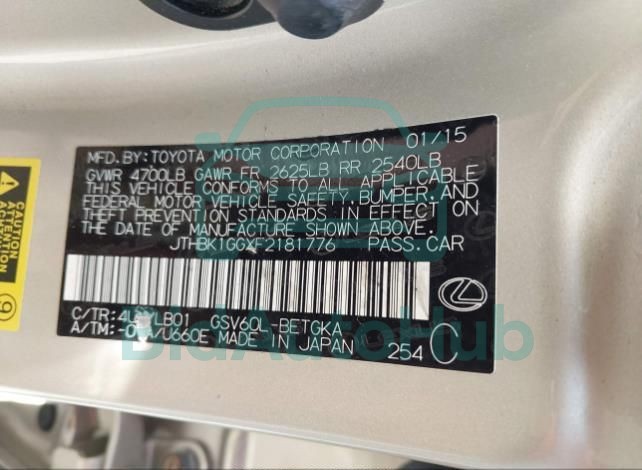 MFD. BY: TOYOTA MOTOR CORPORATION 01/15
GVWR 4700LB GAWR FR 2625LB RR 2540LB
THIS VEHICLE CONFORMS TO ALL APPLICABLE
FEDERAL MOTOR VEHICLE SAFETY, BUMPER, AND
THEFT PREVENTION STANDARDS IN EFFECT ON
THE DATE OF MANUFACTURE SHOWN ABOVE.
JTHBK1GGXF2181776 PASS. CAR
C/TR: GSV60L-BETGKA
A/TM: /U660E MADE IN JAPAN 254 C
CAUTION
ATTENTION
9
BidAutoHub